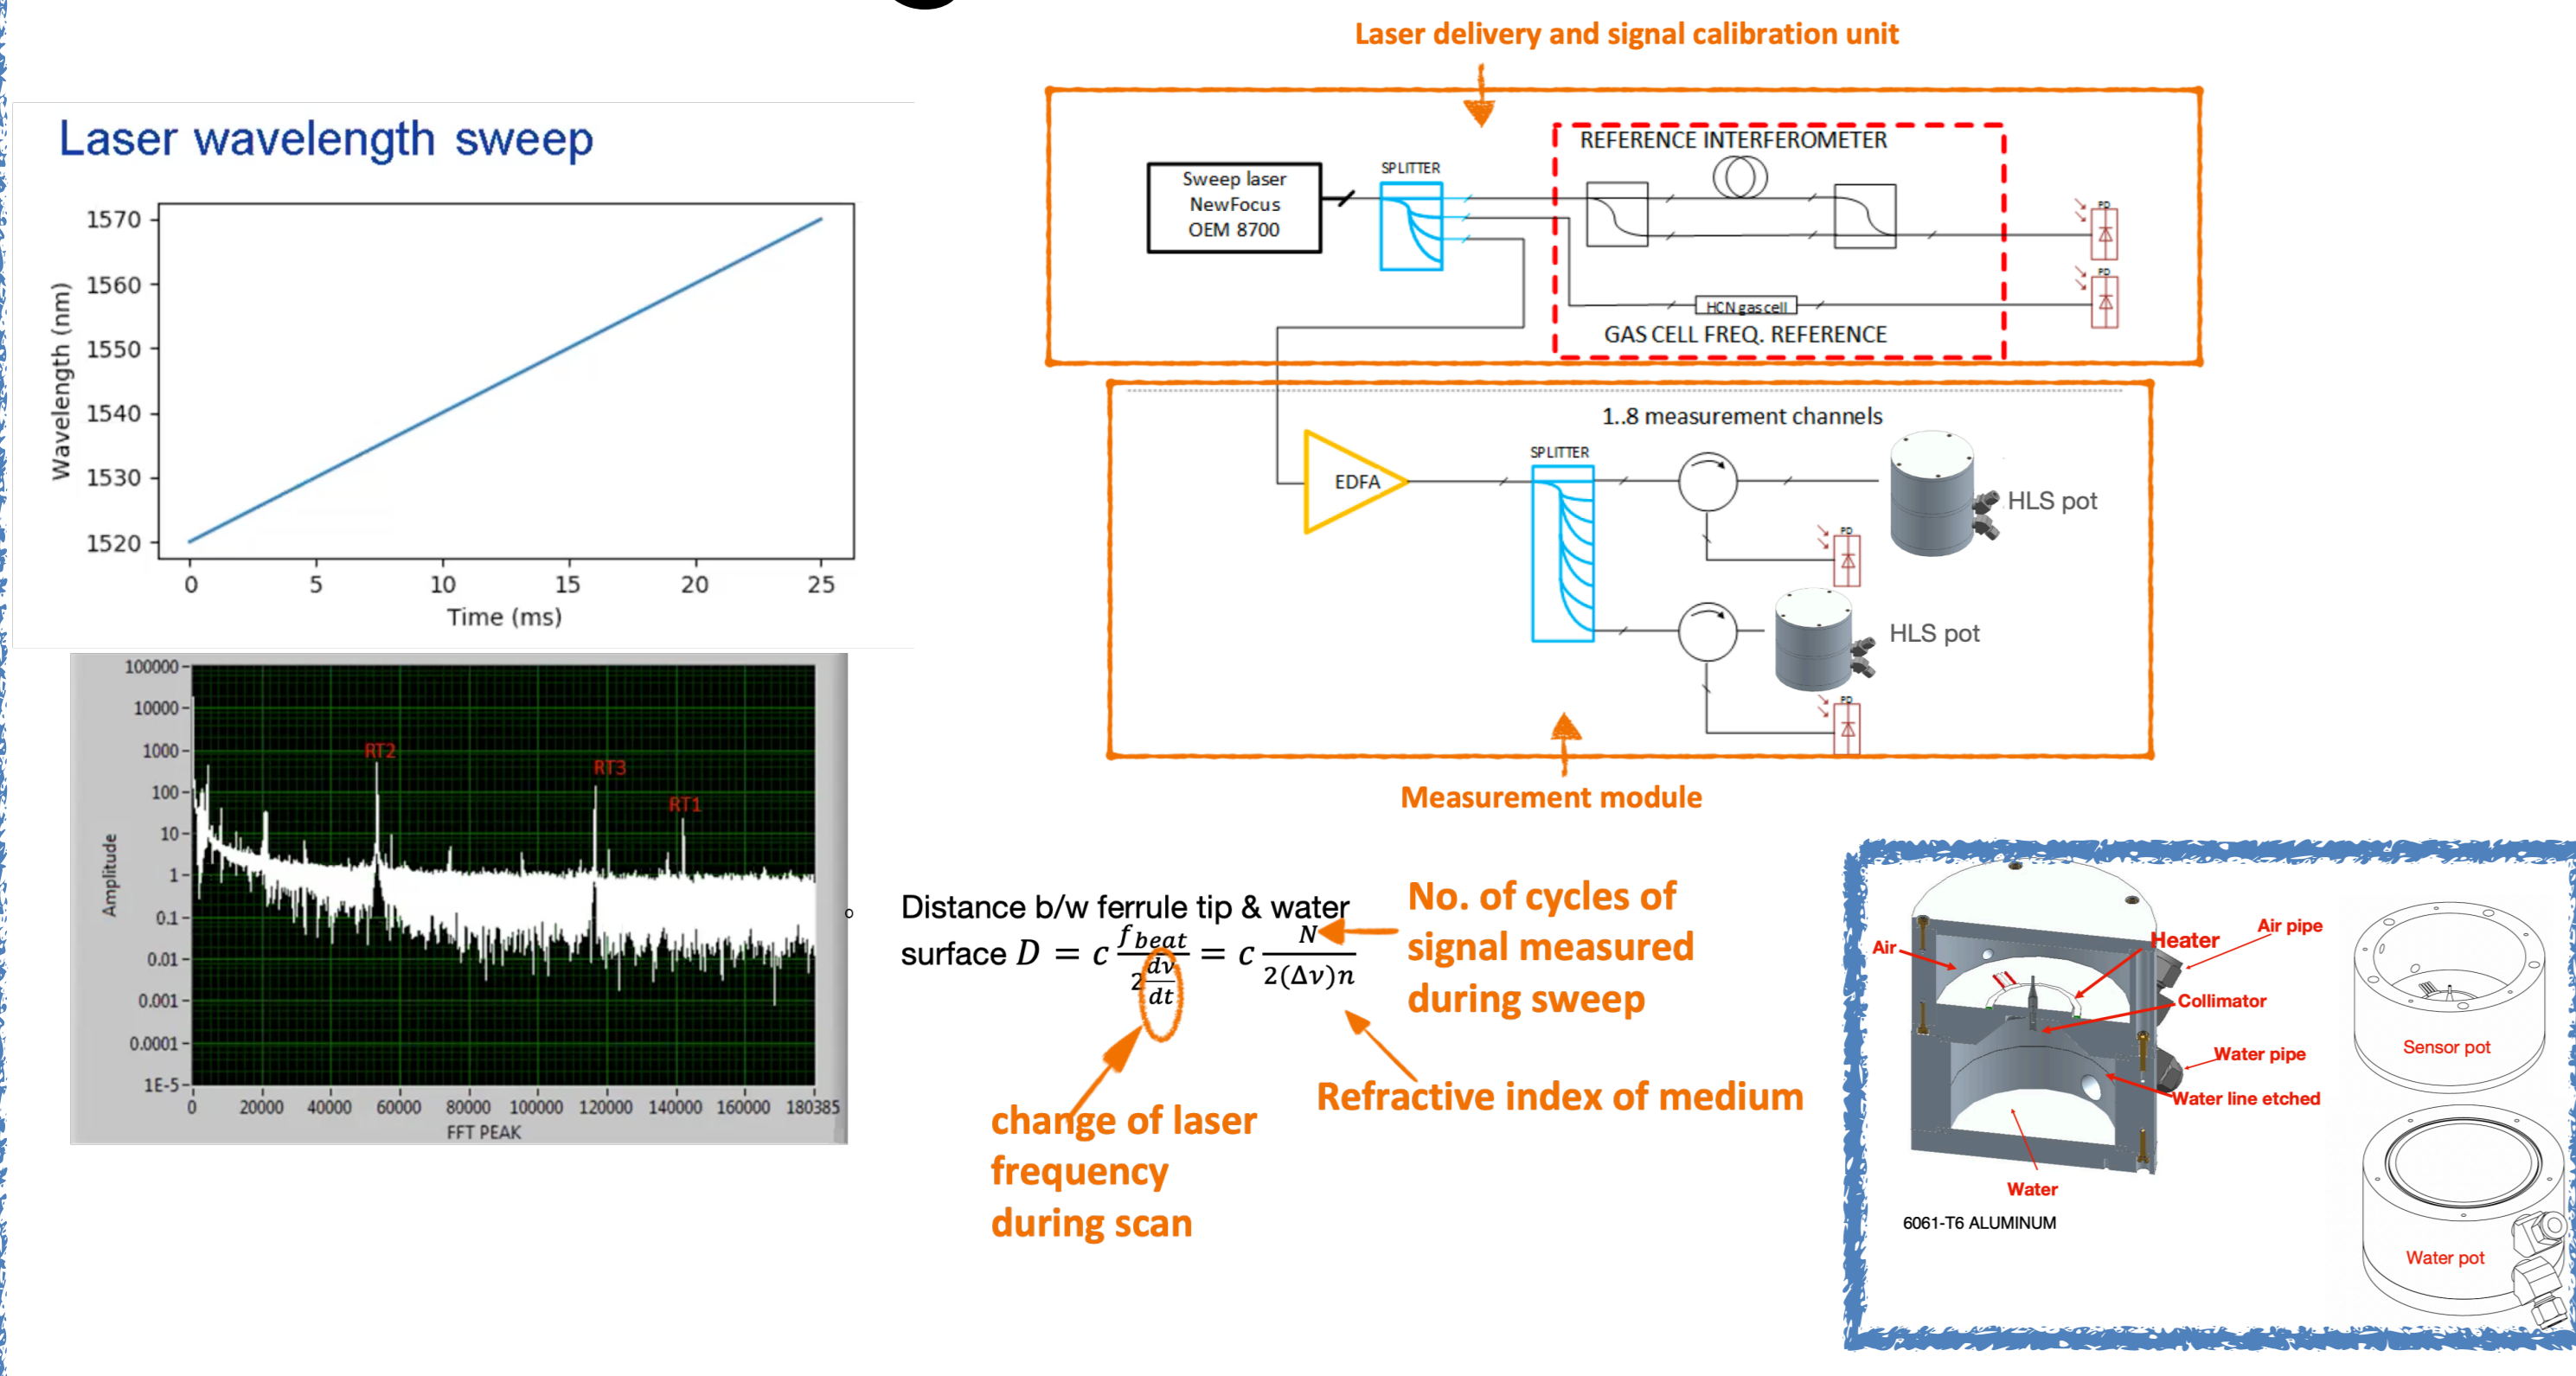 Laser delivery and signal calibration unit
Laser wavelength sweep
Wavelength (nm)
1570
1560
1550
1540
1530
1520
0 5 10 15 20 25
Time (ms)
REFERENCE INTERFEROMETER
Sweep laser
NewFocus
OEM 8700
SPLITTER
PD
PD
HCN gas cell
GAS CELL FREQ. REFERENCE
1..8 measurement channels
EDFA
SPLITTER
HLS pot
PD
HLS pot
PD
Measurement module
Amplitude
100000
10000
1000
100
10
1
0.1
0.01
0.001
0.0001
1E-5
RT2
RT3
RT1
0 20000 40000 60000 80000 100000 120000 140000 160000 180385
FFT PEAK
Distance b/w ferrule tip & water
surface D = c f_beat / 2 dν/dt = c N / 2(Δν)n
No. of cycles of
signal measured
during sweep
Refractive index of medium
change of laser
frequency
during scan
Air
Heater
Air pipe
Collimator
Water pipe
Water line etched
Water
6061-T6 ALUMINUM
Sensor pot
Water pot